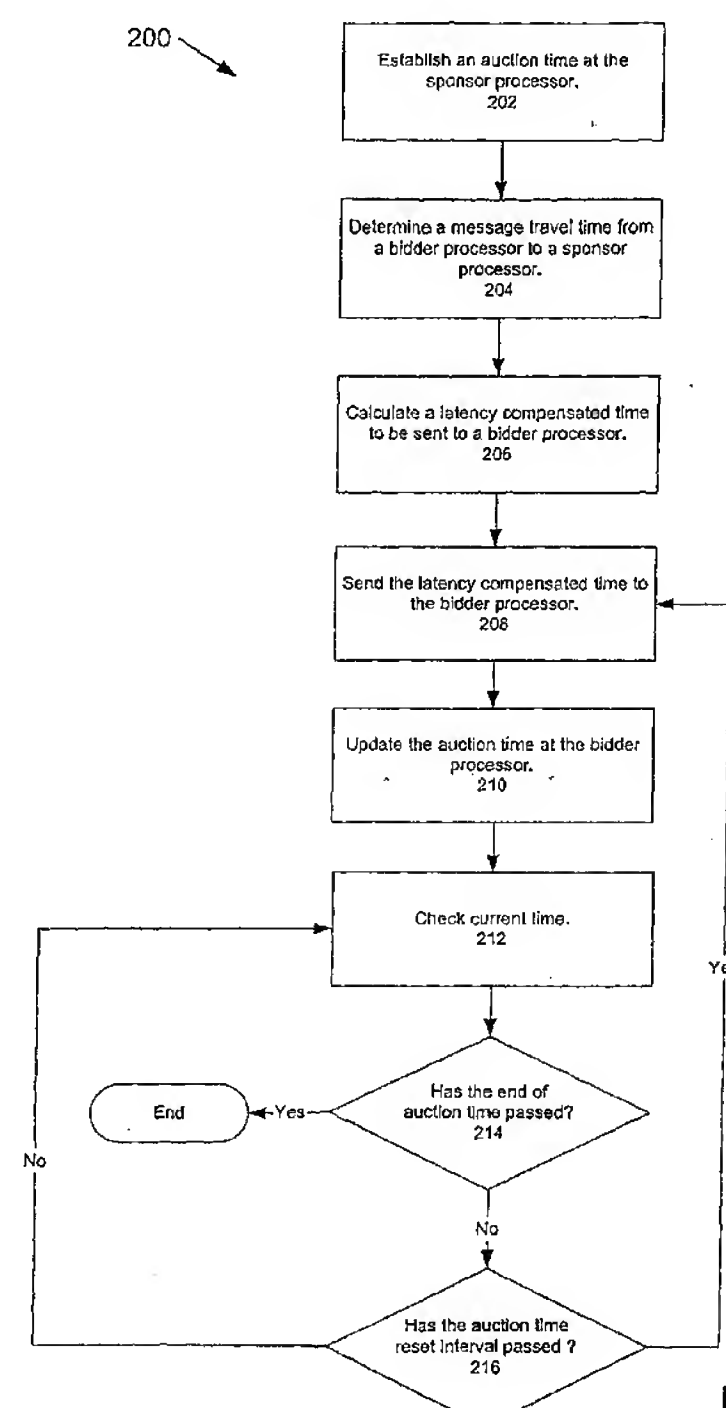 200
Establish an auction time at the
sponsor processor.
202
Determine a message travel time from
a bidder processor to a sponsor
processor.
204
Calculate a latency compensated time
to be sent to a bidder processor.
206
Send the latency compensated time to
the bidder processor.
208
Update the auction time at the bidder
processor.
210
Check current time.
212
Ye
Has the end of
auction time passed?
214
Yes
End
No
No
Has the auction time
reset interval passed ?
216